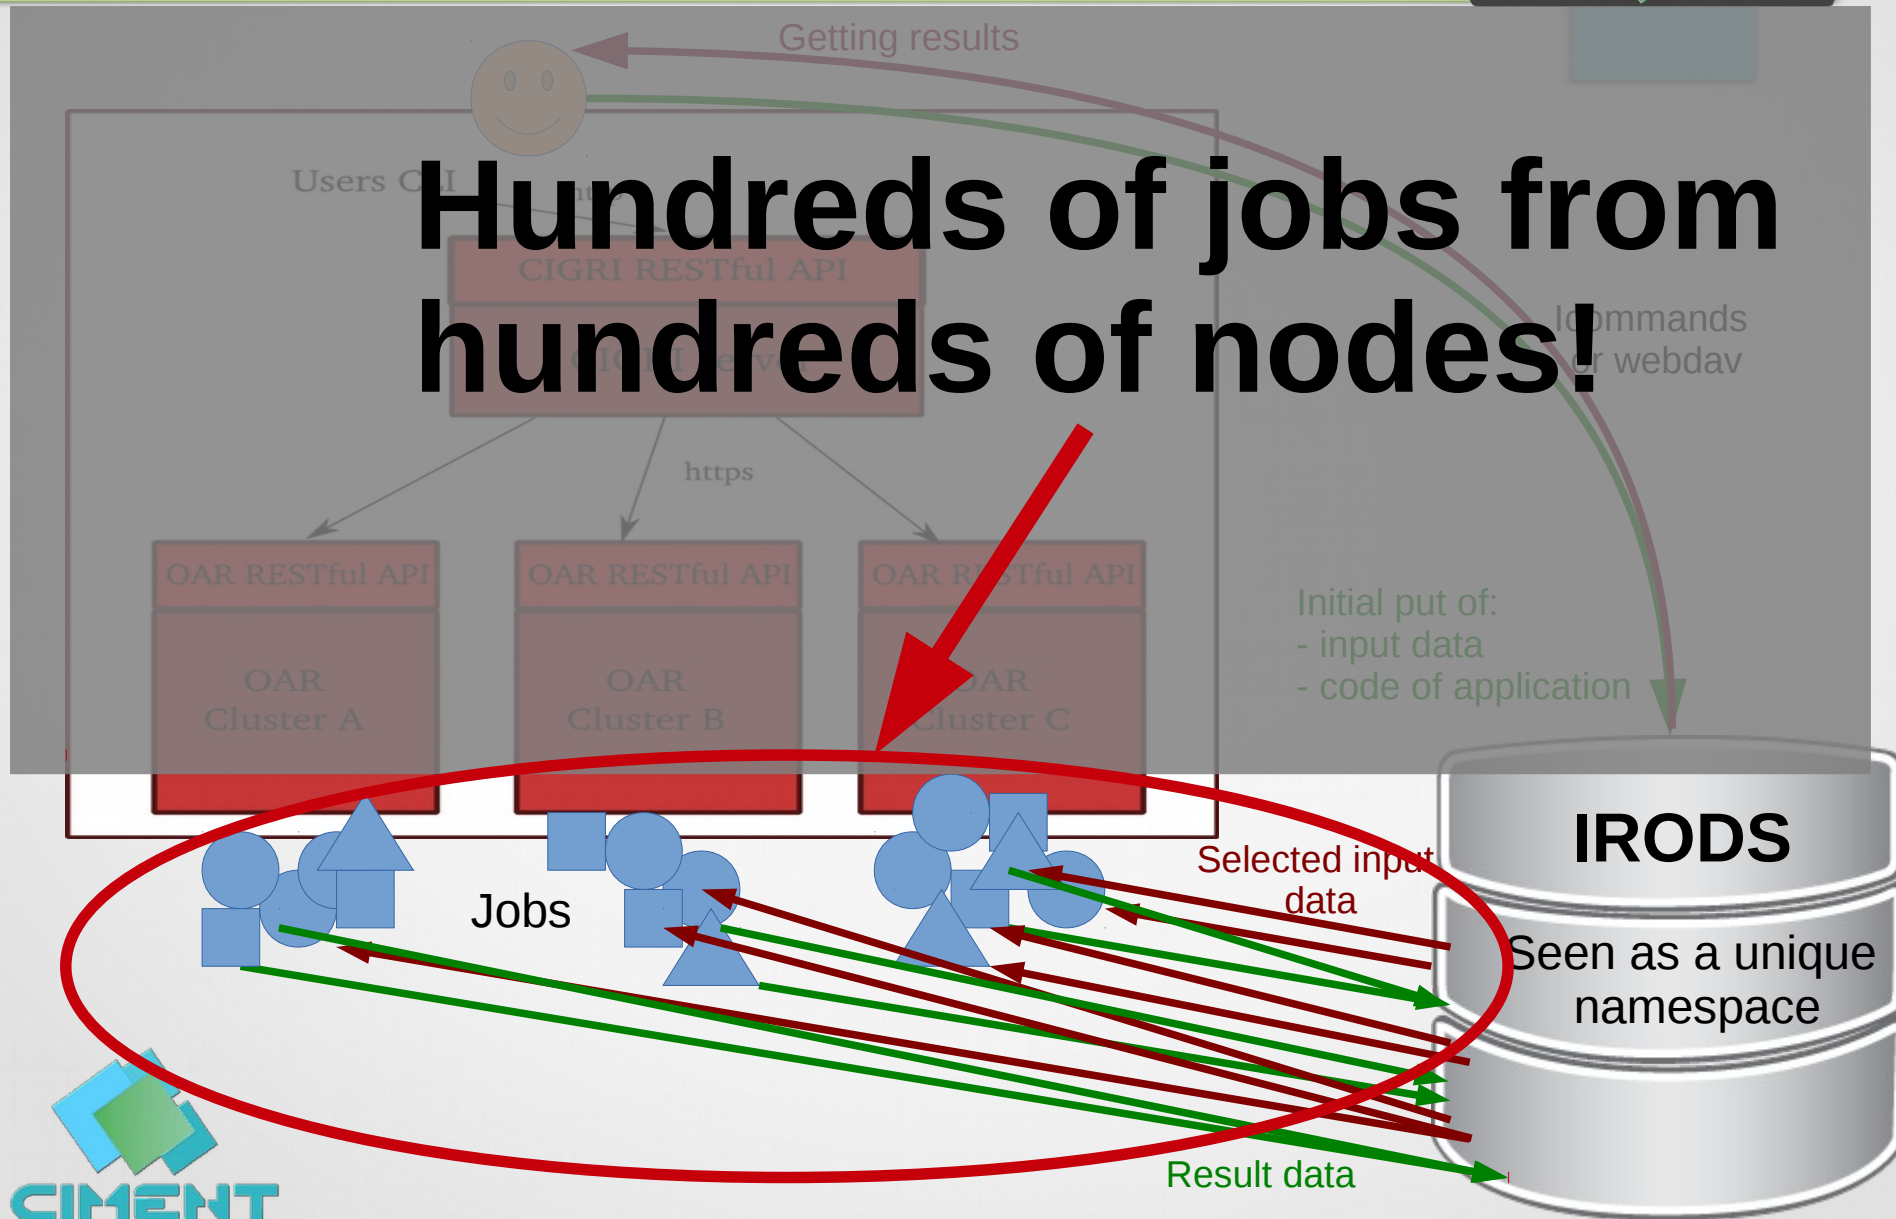 Getting results
Users CLI
Hundreds of jobs from
CIGRI RESTful API
hundreds of nodes!
or webdav
https
OAR RESTful API
OAR RESTful API
OAR RESTful API
Initial put of:
- input data
- code of application
OAR
Cluster A
OAR
Cluster B
OAR
Cluster C
IRODS
Selected input
data
Jobs
Seen as a unique
namespace
Result data
CIMENT